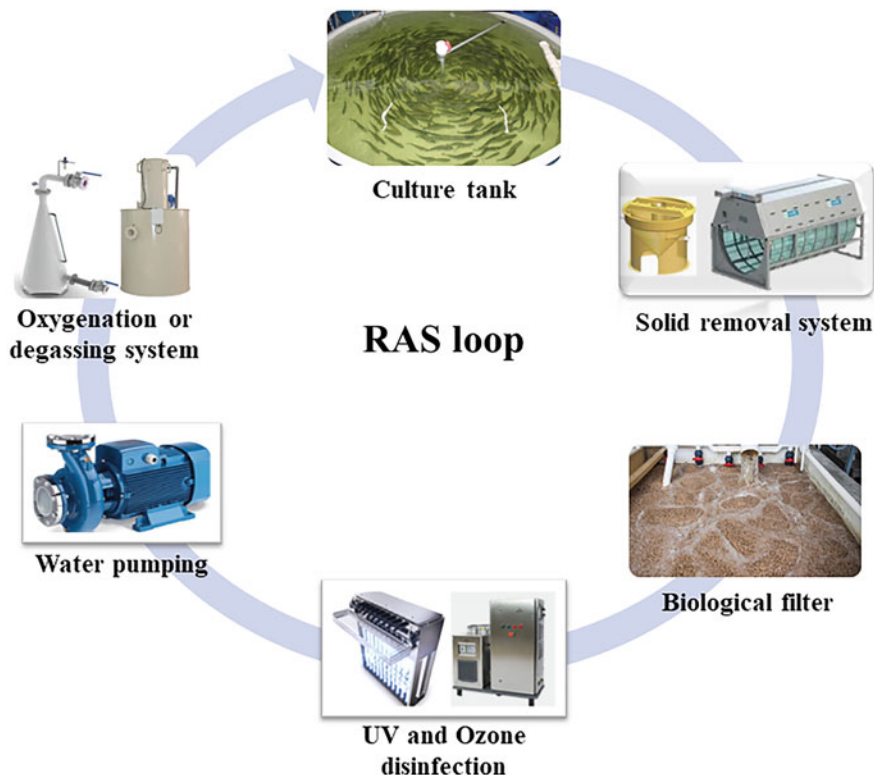 Culture tank
Solid removal system
Biological filter
UV and Ozone
disinfection
Water pumping
Oxygenation or
degassing system
RAS loop